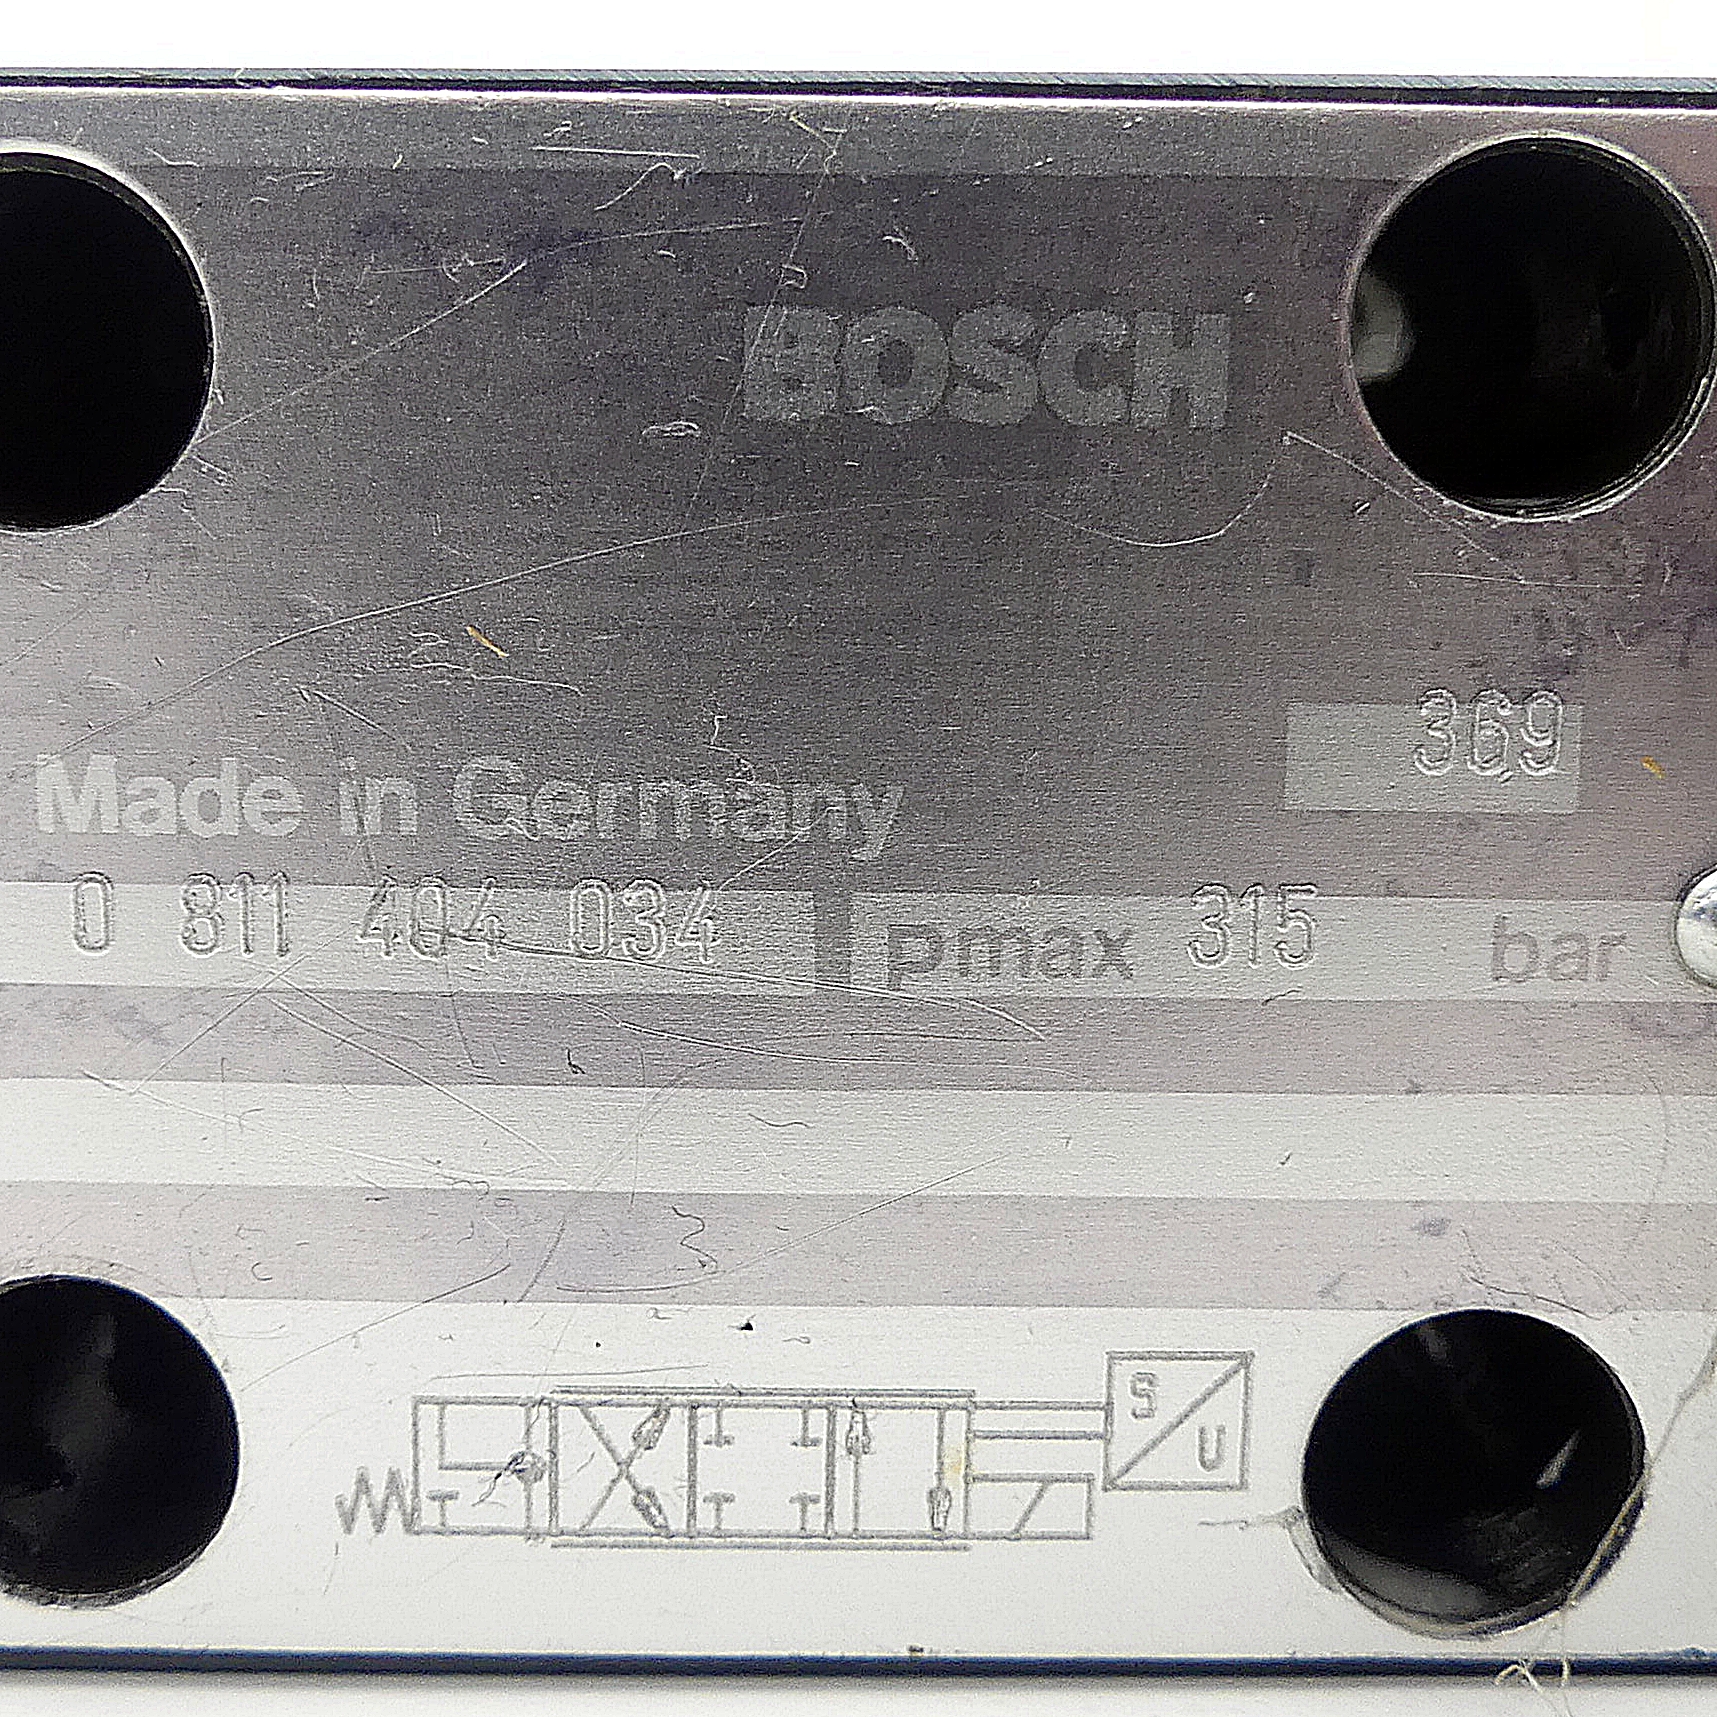 BOSCH
369
Made in Germany
0 811 404 034 pmax 315 bar
S
U